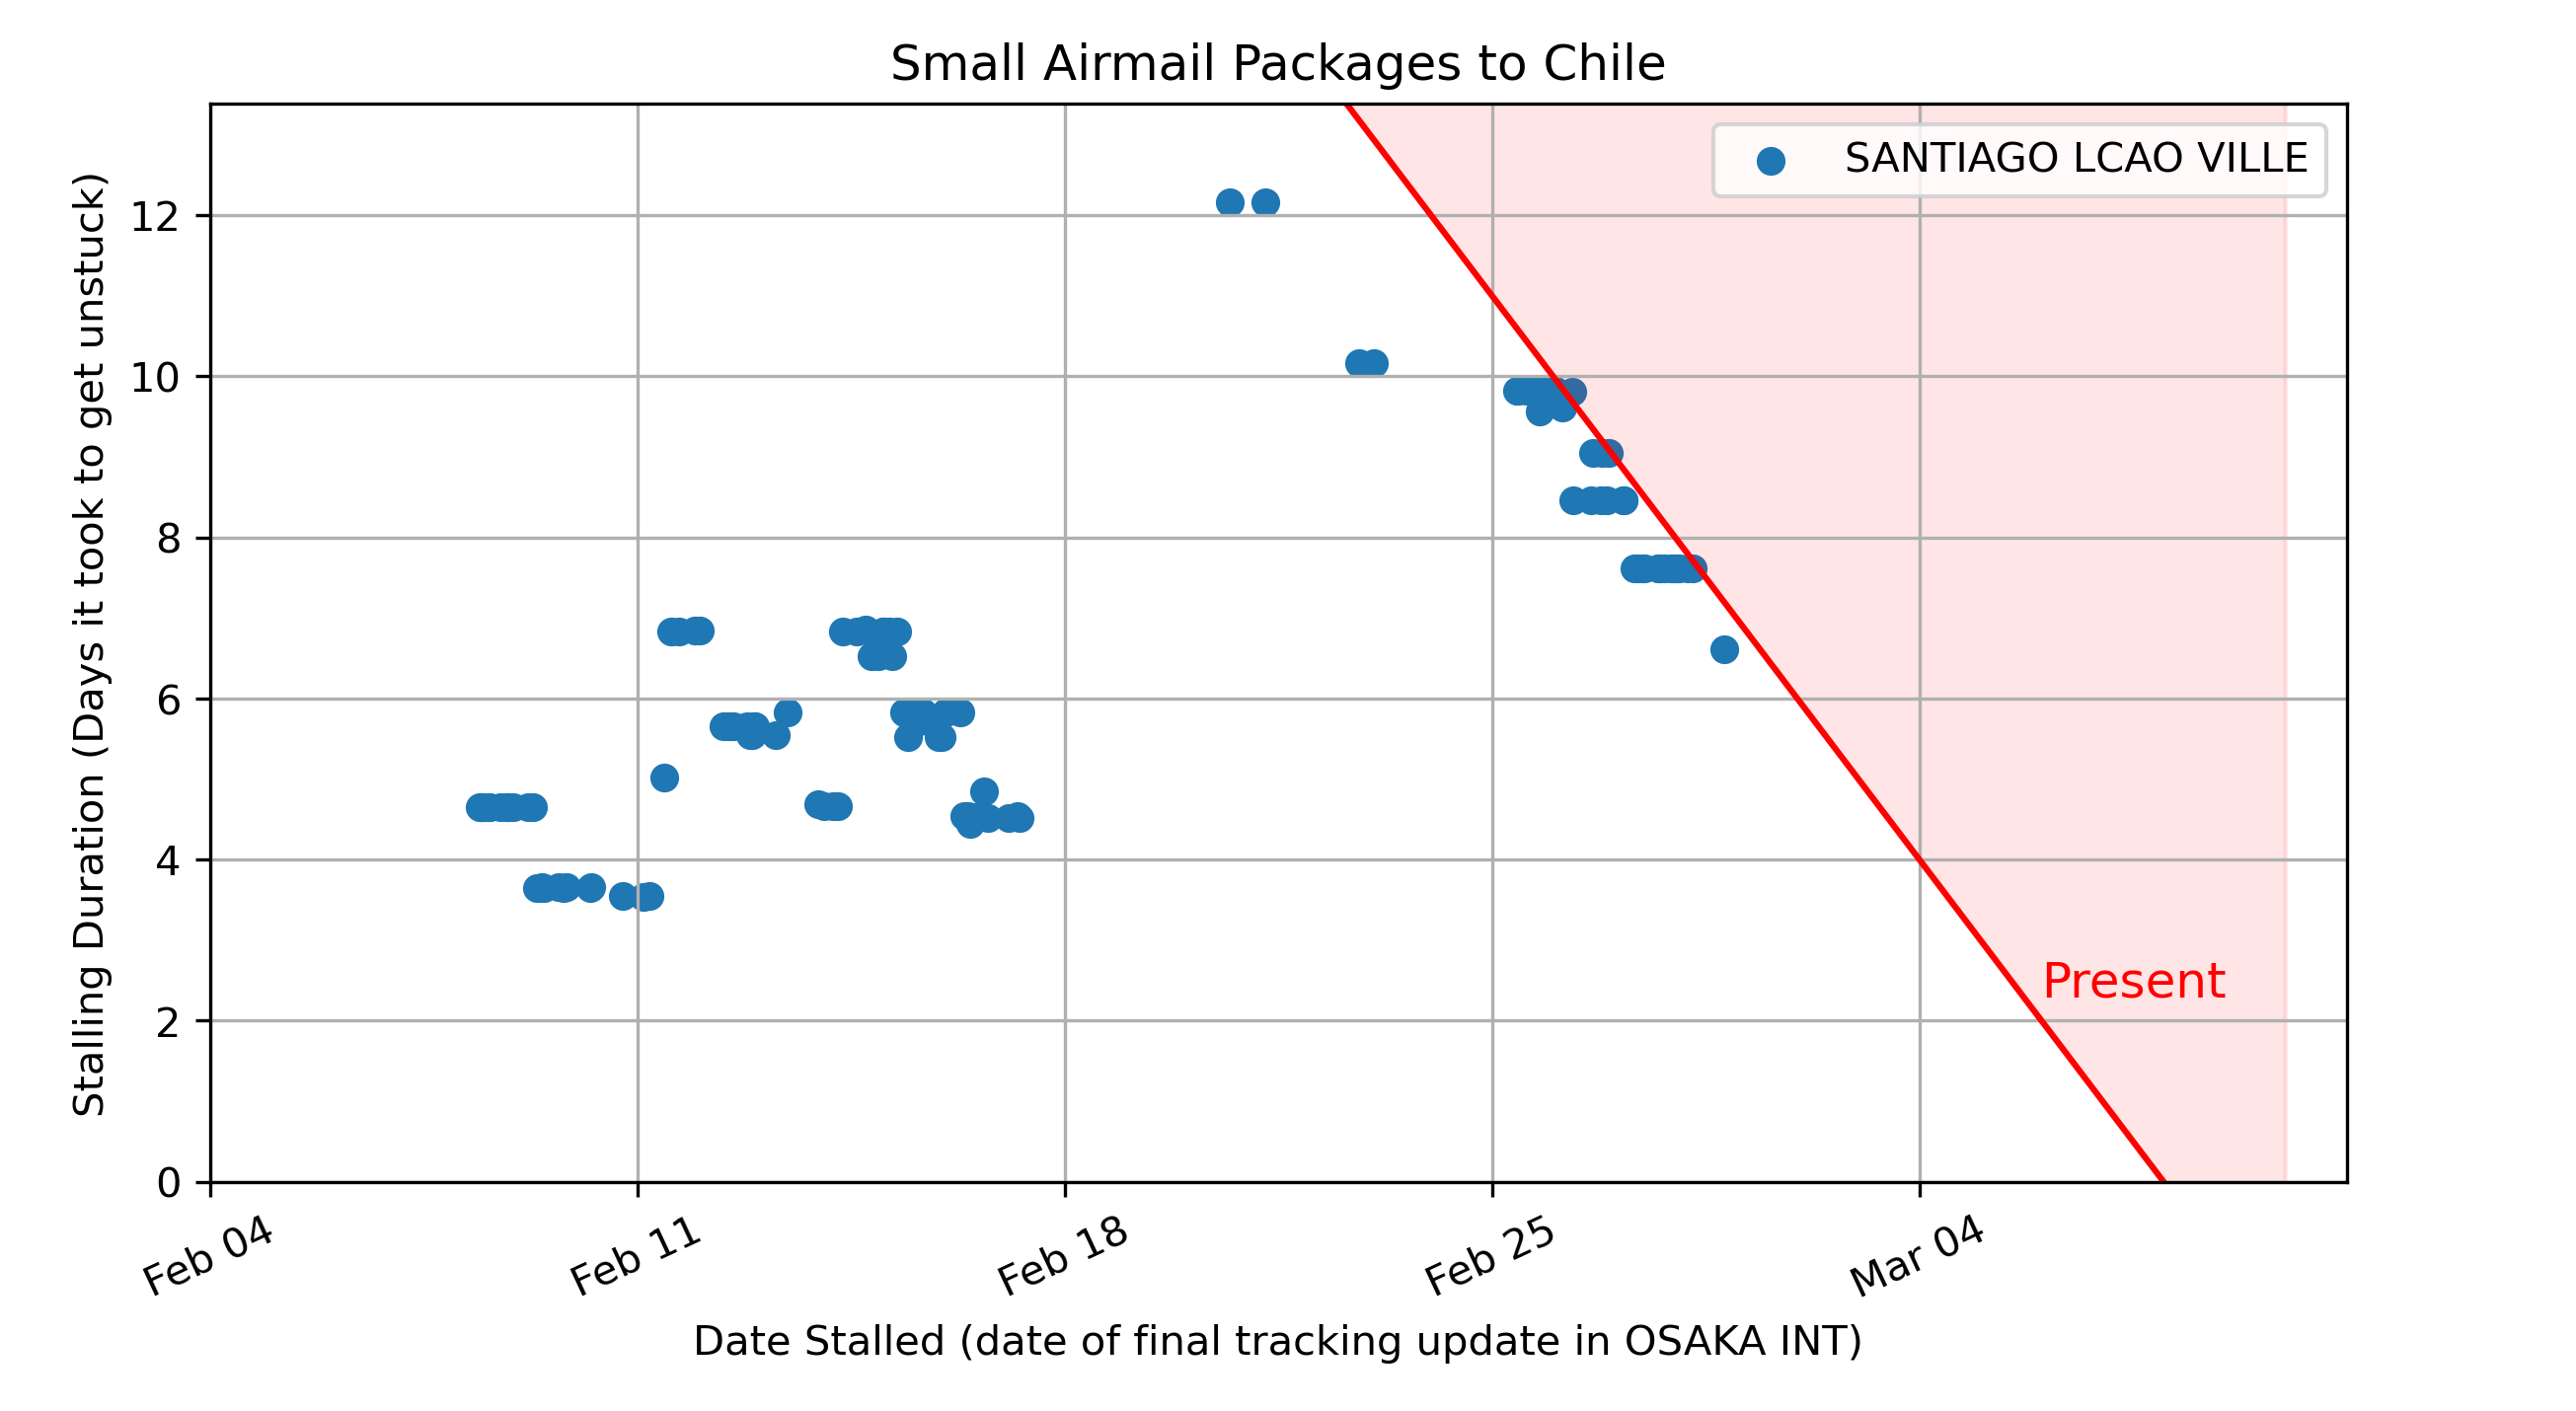 Small Airmail Packages to Chile
SANTIAGO LCAO VILLE
Stalling Duration (Days it took to get unstuck)
12
10
8
6
4
2
0
Present
Feb 04
Feb 11
Feb 18
Feb 25
Mar 04
Date Stalled (date of final tracking update in OSAKA INT)